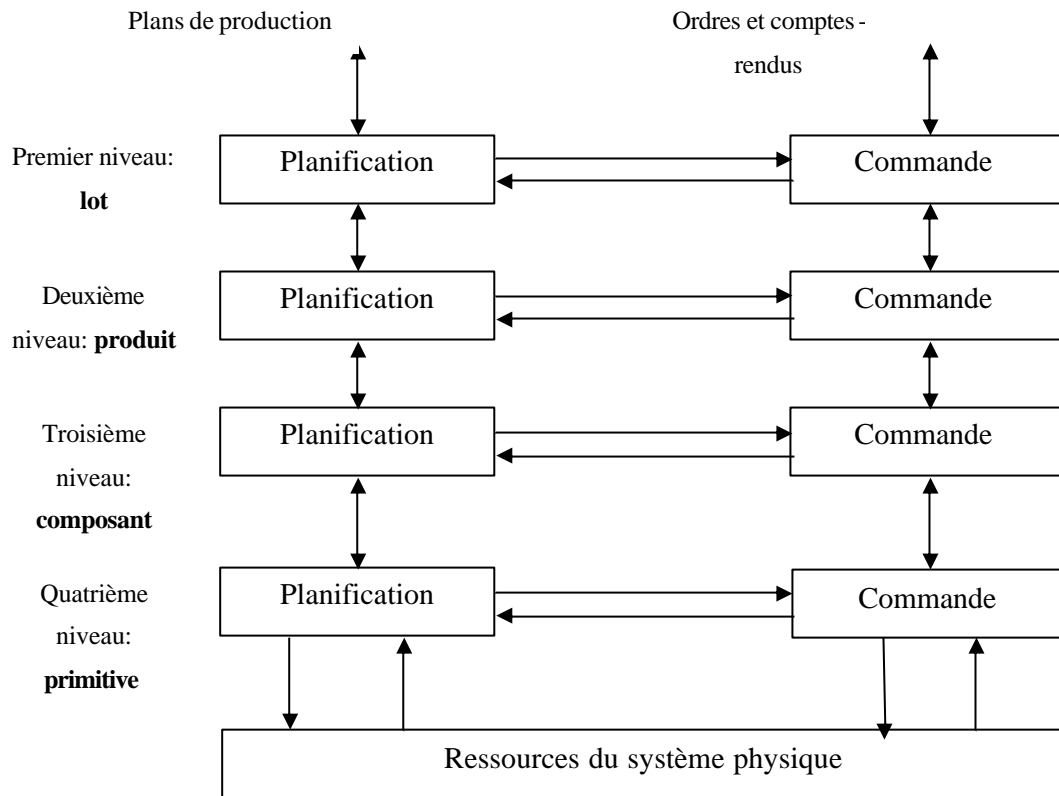 Plans de production
Ordres et comptes-
rendus
Premier niveau:
lot
Planification
Commande
Deuxième
niveau: produit
Planification
Commande
Troisième
niveau:
composant
Planification
Commande
Quatrième
niveau:
primitive
Planification
Commande
Ressources du système physique